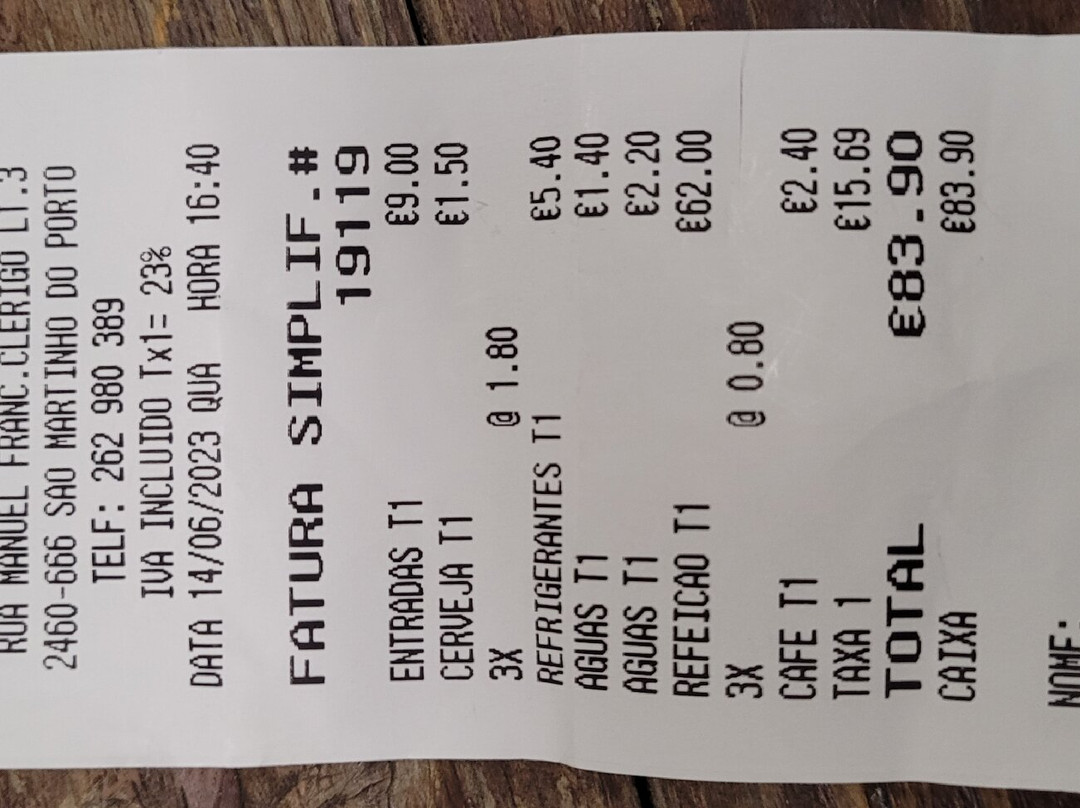 RUA MANUEL FRANC.CLERIGO LT.3
2460-666 SAO MARTINHO DO PORTO
TELF: 262 980 389
IVA INCLUIDO Tx1= 23%
DATA 14/06/2023 QUA HORA 16:40
FATURA SIMPLIF.#
19119
ENTRADAS T1 €9.00
CERVEJA T1 €1.50
3X @ 1.80
REFRIGERANTES T1 €5.40
AGUAS T1 €1.40
AGUAS T1 €2.20
REFEICAO T1 €62.00
3X @ 0.80
CAFE T1 €2.40
TAXA 1 €15.69
TOTAL €83.90
CAIXA €83.90
NOME: